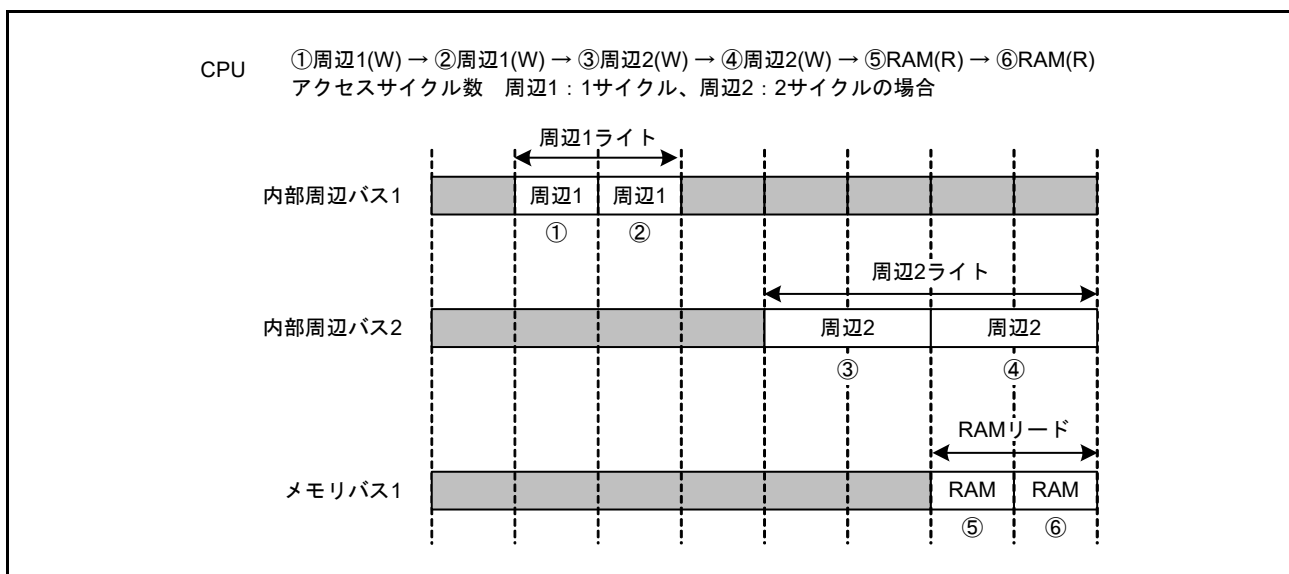 CPU ①周辺1(W) → ②周辺1(W) → ③周辺2(W) → ④周辺2(W) → ⑤RAM(R) → ⑥RAM(R)
アクセスサイクル数 周辺1：1サイクル、周辺2：2サイクルの場合
周辺1ライト
内部周辺バス1 周辺1 周辺1
① ②
周辺2ライト
内部周辺バス2 周辺2 周辺2
③ ④
RAMリード
メモリバス1 RAM RAM
⑤ ⑥